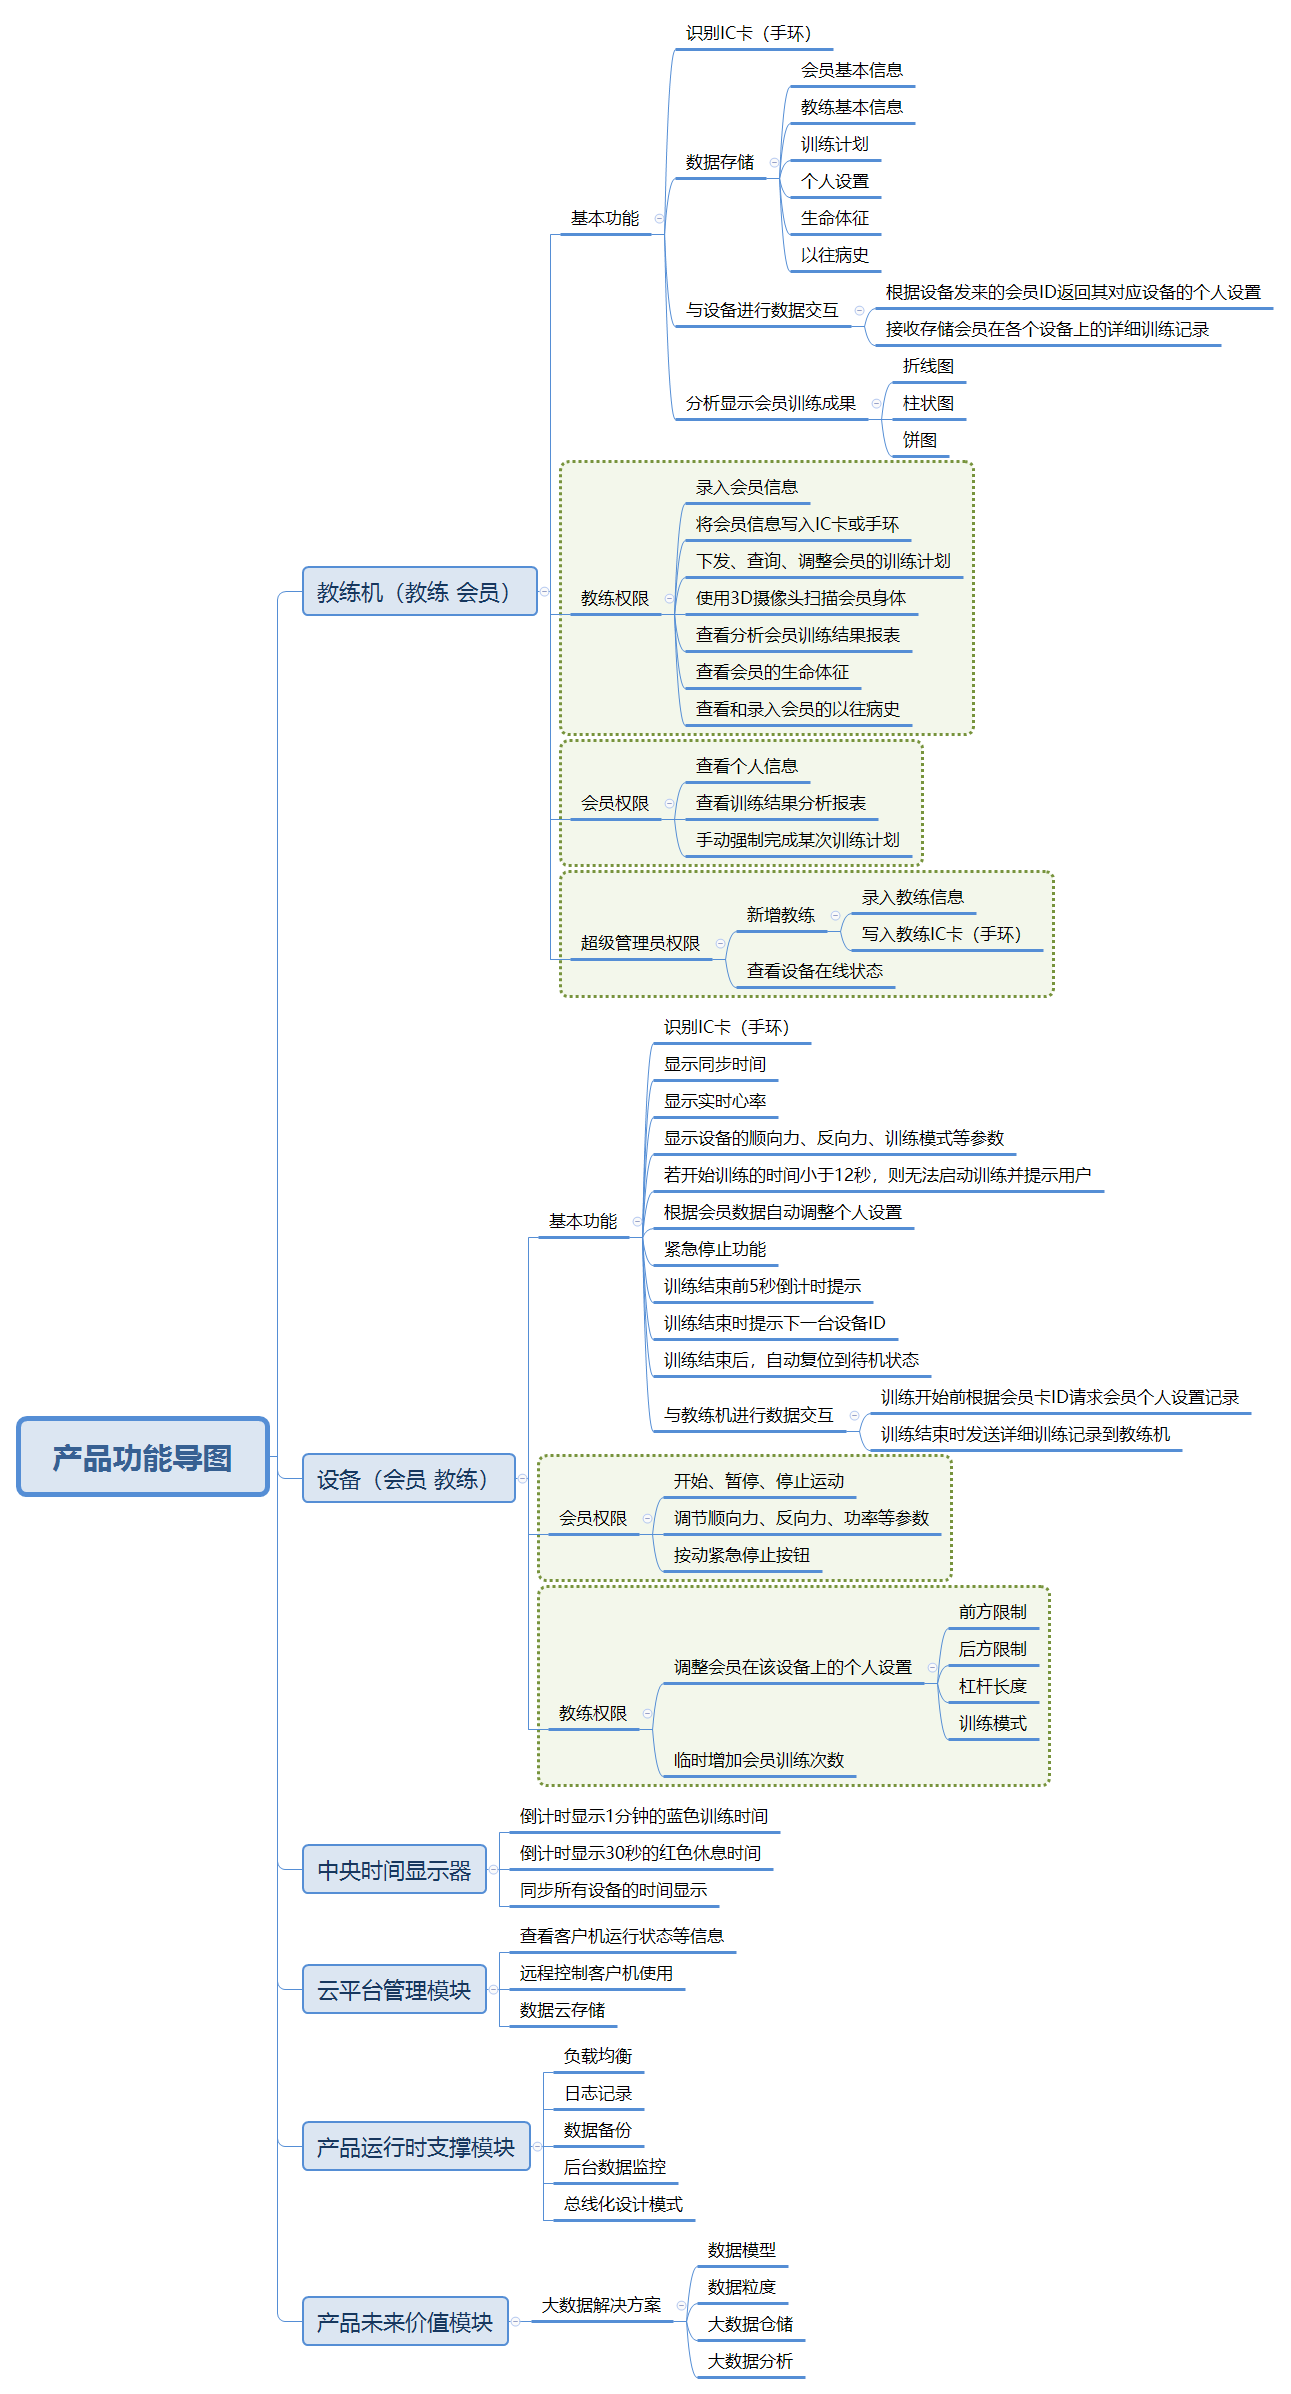 产品功能导图
教练机（教练 会员）
基本功能
识别IC卡（手环）
数据存储
会员基本信息
教练基本信息
训练计划
个人设置
生命体征
以往病史
与设备进行数据交互
根据设备发来的会员ID返回其对应设备的个人设置
接收存储会员在各个设备上的详细训练记录
分析显示会员训练成果
折线图
柱状图
饼图
教练权限
录入会员信息
将会员信息写入IC卡或手环
下发、查询、调整会员的训练计划
使用3D摄像头扫描会员身体
查看分析会员训练结果报表
查看会员的生命体征
查看和录入会员的以往病史
会员权限
查看个人信息
查看训练结果分析报表
手动强制完成某次训练计划
超级管理员权限
新增教练
录入教练信息
写入教练IC卡（手环）
查看设备在线状态
设备（会员 教练）
基本功能
识别IC卡（手环）
显示同步时间
显示实时心率
显示设备的顺向力、反向力、训练模式等参数
若开始训练的时间小于12秒，则无法启动训练并提示用户
根据会员数据自动调整个人设置
紧急停止功能
训练结束前5秒倒计时提示
训练结束时提示下一台设备ID
训练结束后，自动复位到待机状态
与教练机进行数据交互
训练开始前根据会员卡ID请求会员个人设置记录
训练结束时发送详细训练记录到教练机
会员权限
开始、暂停、停止运动
调节顺向力、反向力、功率等参数
按动紧急停止按钮
教练权限
调整会员在该设备上的个人设置
前方限制
后方限制
杠杆长度
训练模式
临时增加会员训练次数
中央时间显示器
倒计时显示1分钟的蓝色训练时间
倒计时显示30秒的红色休息时间
同步所有设备的时间显示
云平台管理模块
查看客户机运行状态等信息
远程控制客户机使用
数据云存储
产品运行时支撑模块
负载均衡
日志记录
数据备份
后台数据监控
总线化设计模式
产品未来价值模块
大数据解决方案
数据模型
数据粒度
大数据仓储
大数据分析